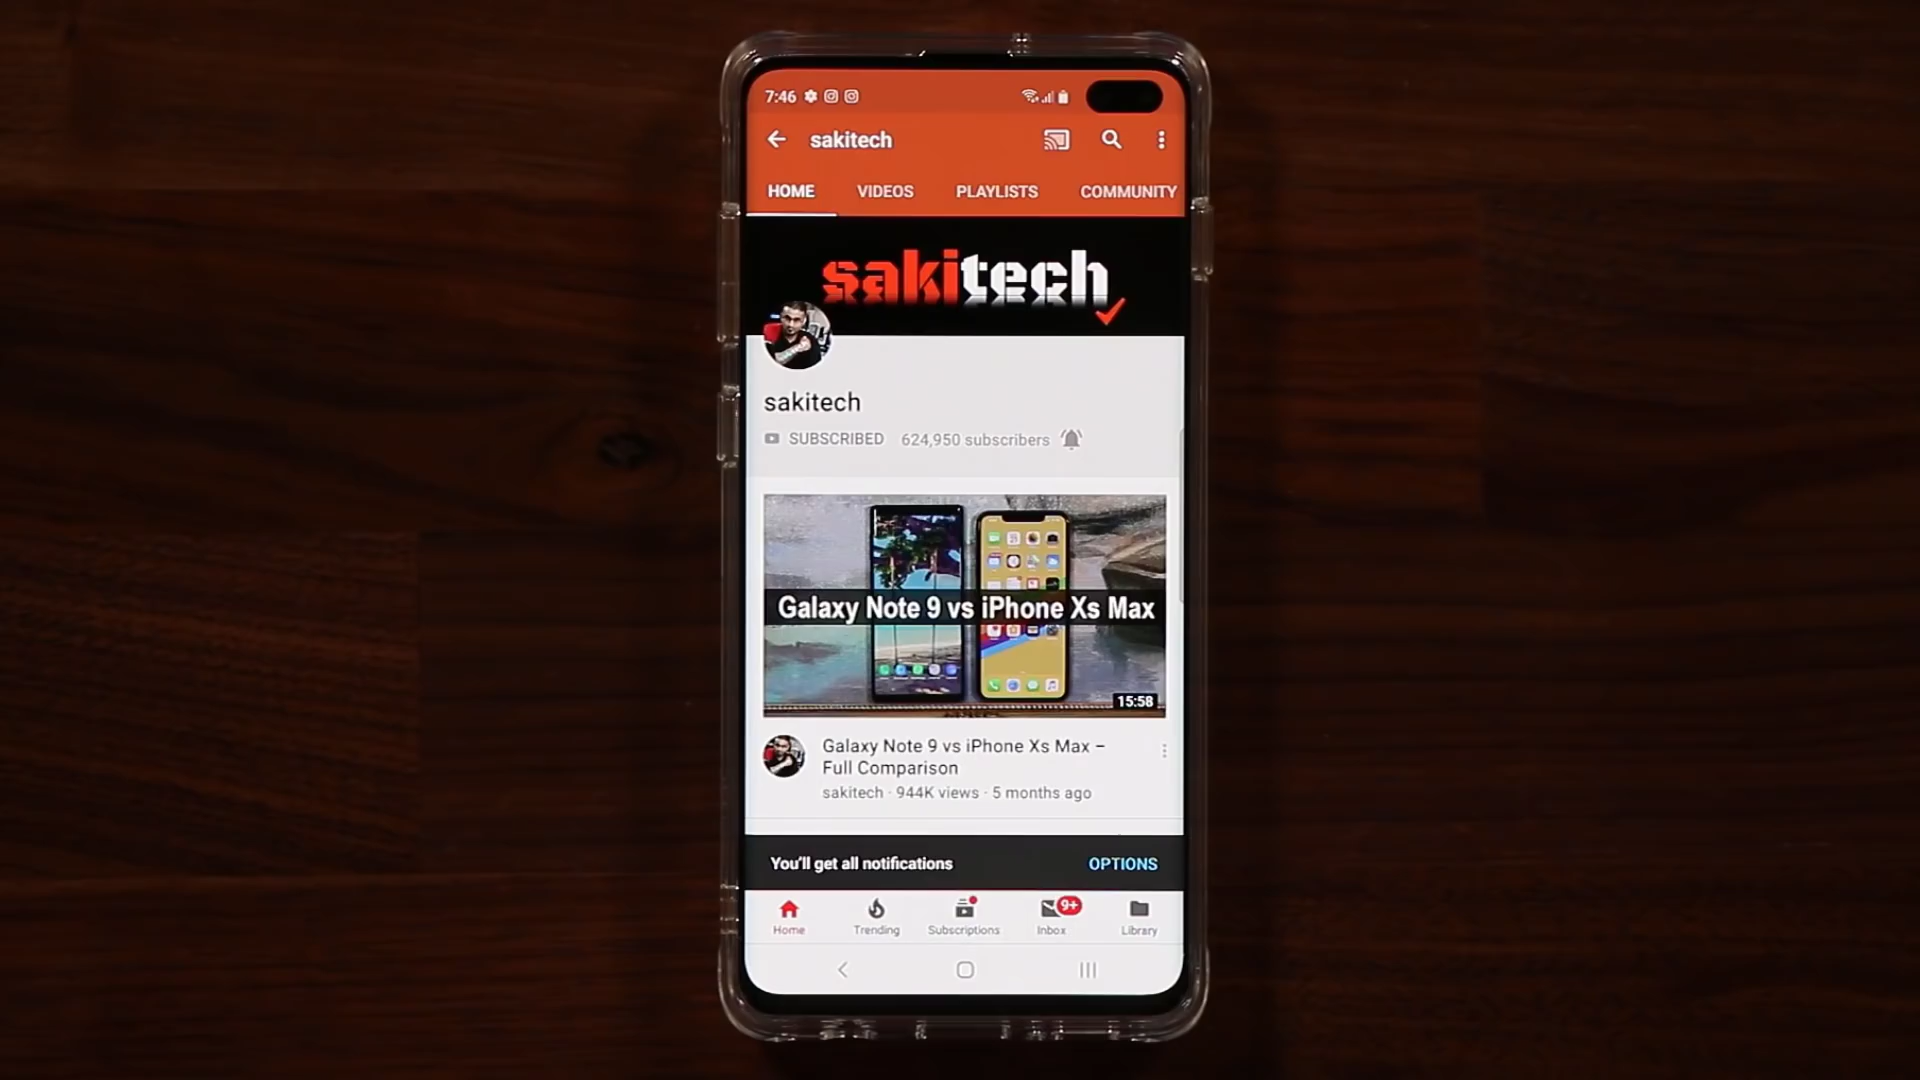 7:46
sakitech
HOME VIDEOS PLAYLISTS COMMUNITY
sakitech
sakitech
SUBSCRIBED 624,950 subscribers
Galaxy Note 9 vs iPhone Xs Max
15:58
Galaxy Note 9 vs iPhone Xs Max –
Full Comparison
sakitech · 944K views · 5 months ago
You'll get all notifications OPTIONS
9+
Home Trending Subscriptions Inbox Library